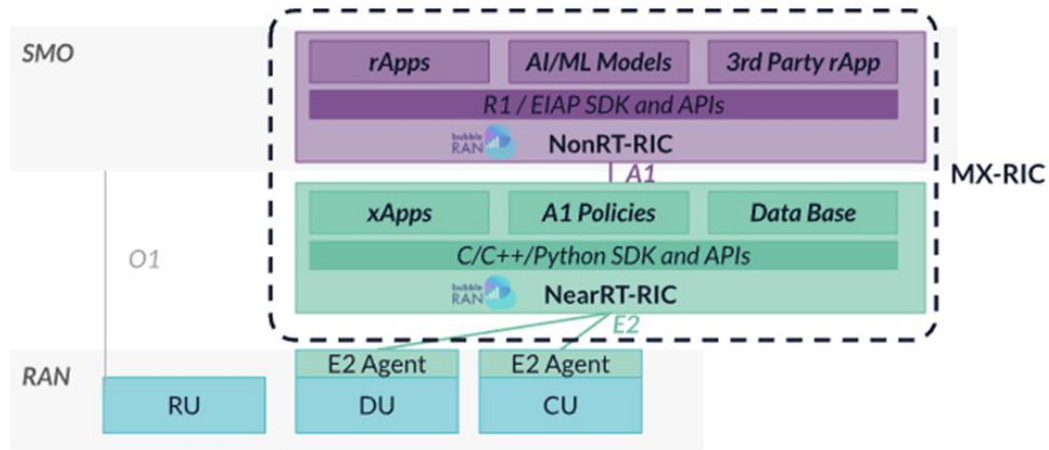 SMO
rApps
AI/ML Models
3rd Party rApp
R1 / EIAP SDK and APIs
bubble
RAN
NonRT-RIC
A1
MX-RIC
xApps
A1 Policies
Data Base
C/C++/Python SDK and APIs
O1
bubble
RAN
NearRT-RIC
E2
RAN
E2 Agent
E2 Agent
RU
DU
CU